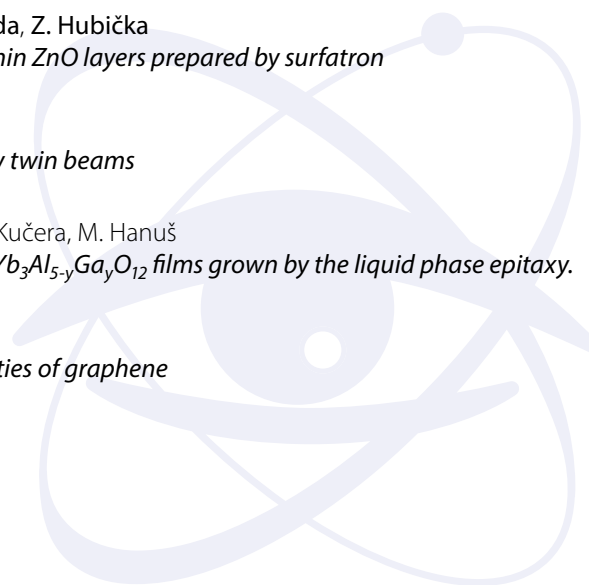 da, Z. Hubička
hin ZnO layers prepared by surfatron
y twin beams
Kučera, M. Hanuš
Yb₃Al₅₋yGayO₁₂ films grown by the liquid phase epitaxy.
ties of graphene